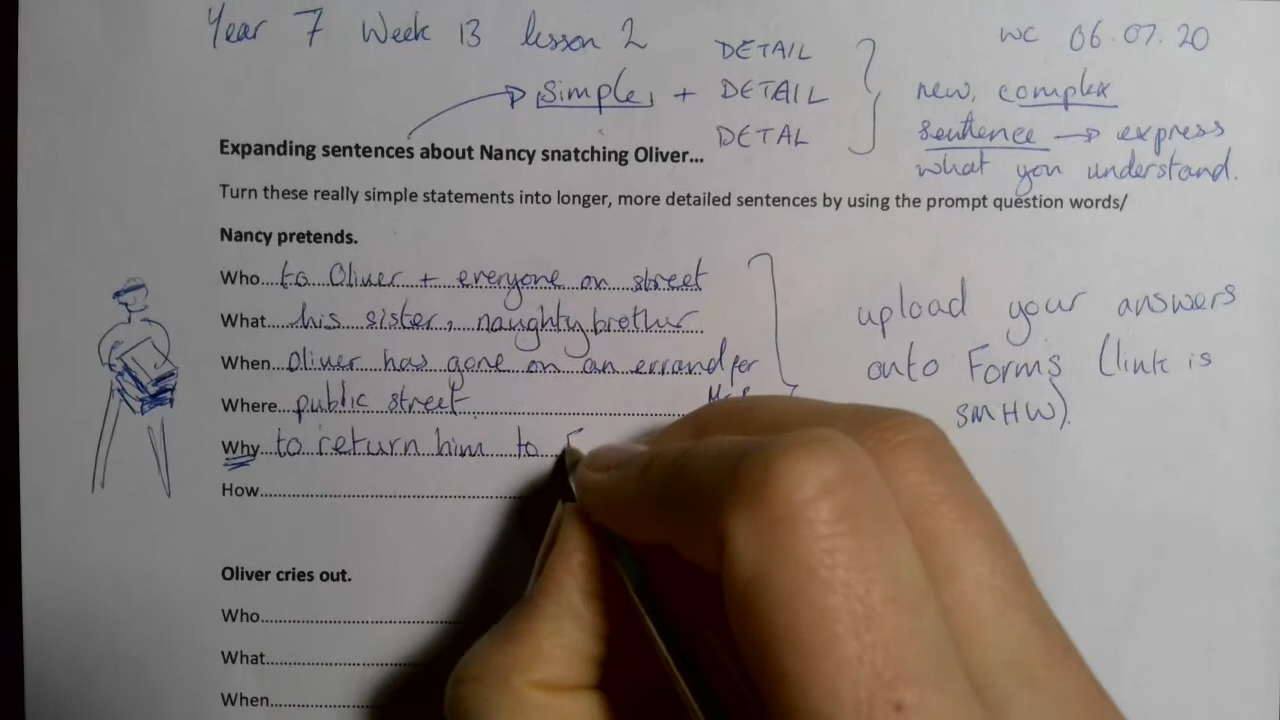 Year 7 Week 13 lesson 2
WC 06.07.20
DETAIL
simple + DETAIL
DETAL
new, complex
sentence → express
what you understand.
Expanding sentences about Nancy snatching Oliver...
Turn these really simple statements into longer, more detailed sentences by using the prompt question words/
Nancy pretends.
Who...to Oliver + everyone on street
What...his sister, naughty brother
When...Oliver has gone on an errand for
Where...public street
Why...to return him to
How
upload your answers
onto Forms (link is
SMHW).
Oliver cries out.
Who
What
When